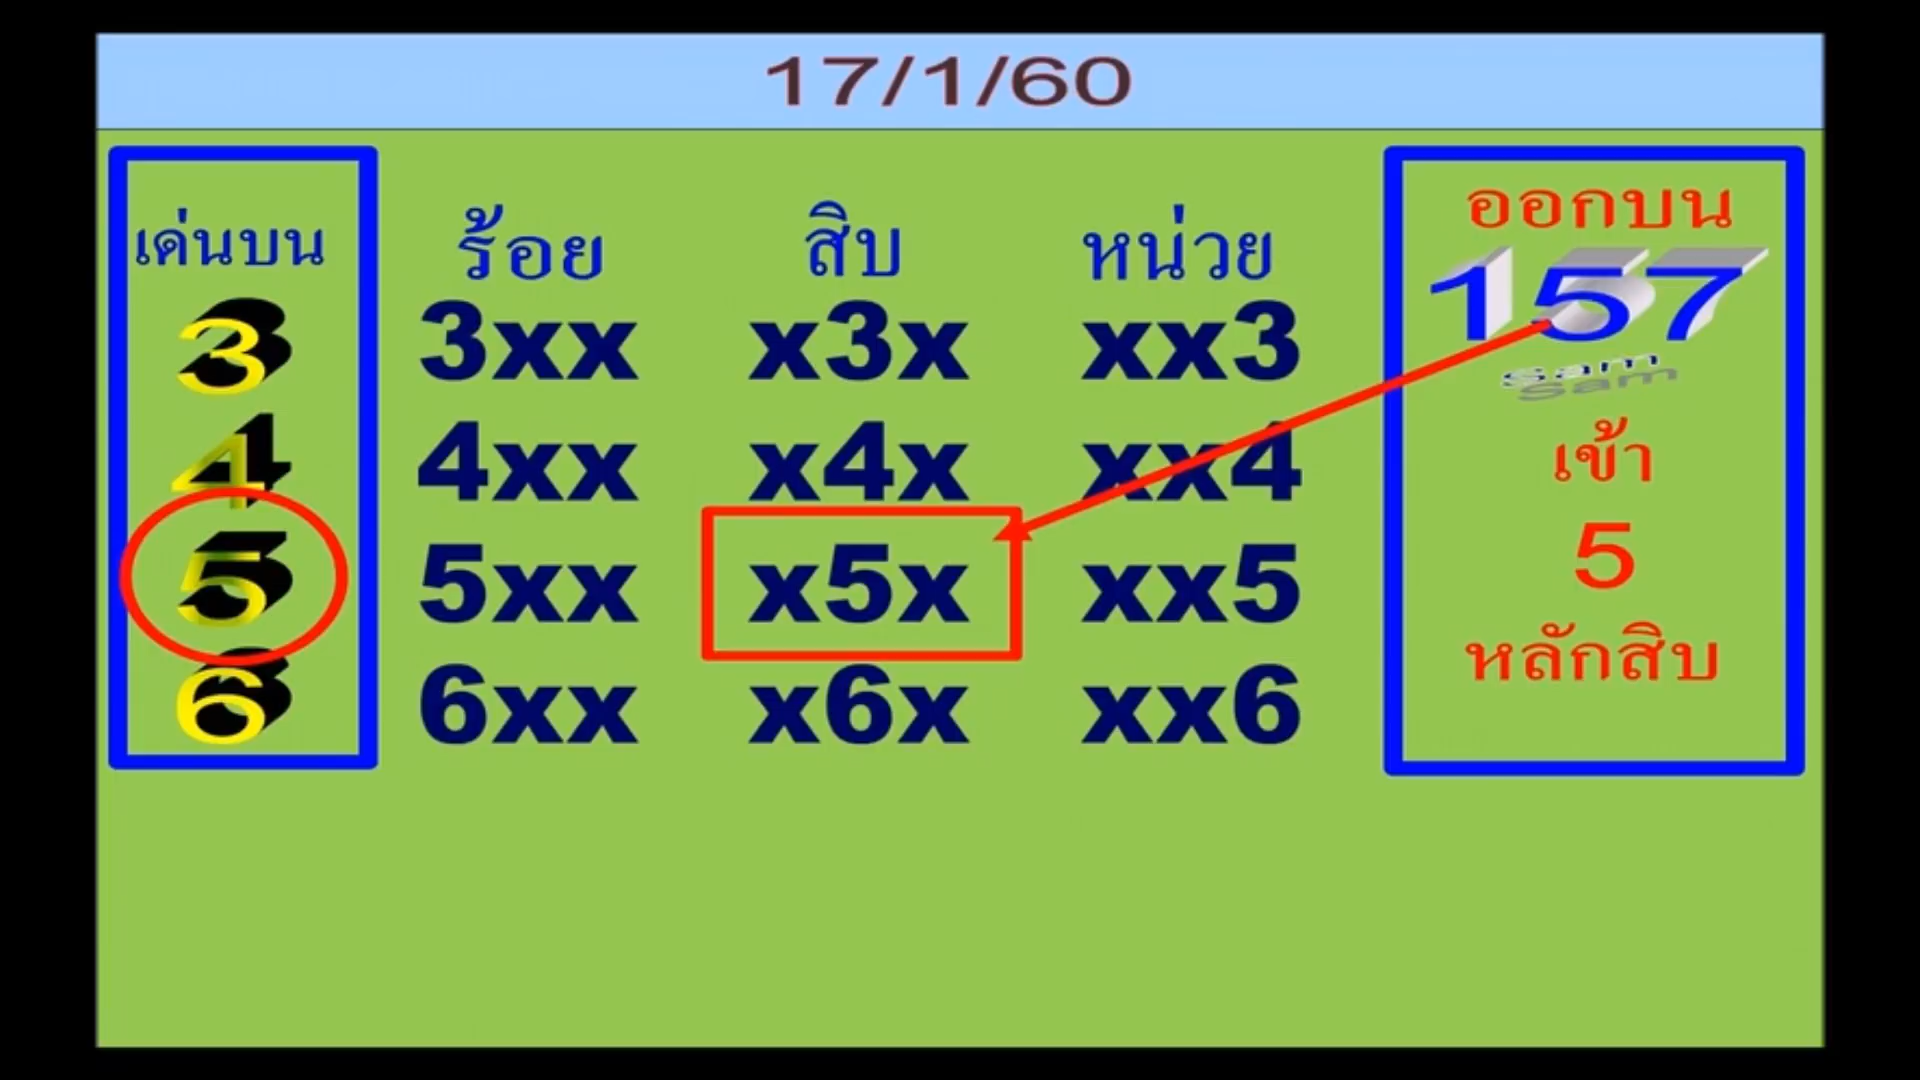 17/1/60
เด่นบน ร้อย สิบ หน่วย
3 3xx x3x xx3
4 4xx x4x xx4
5 5xx x5x xx5
6 6xx x6x xx6
ออกบน
157
sam
เข้า
5
หลักสิบ